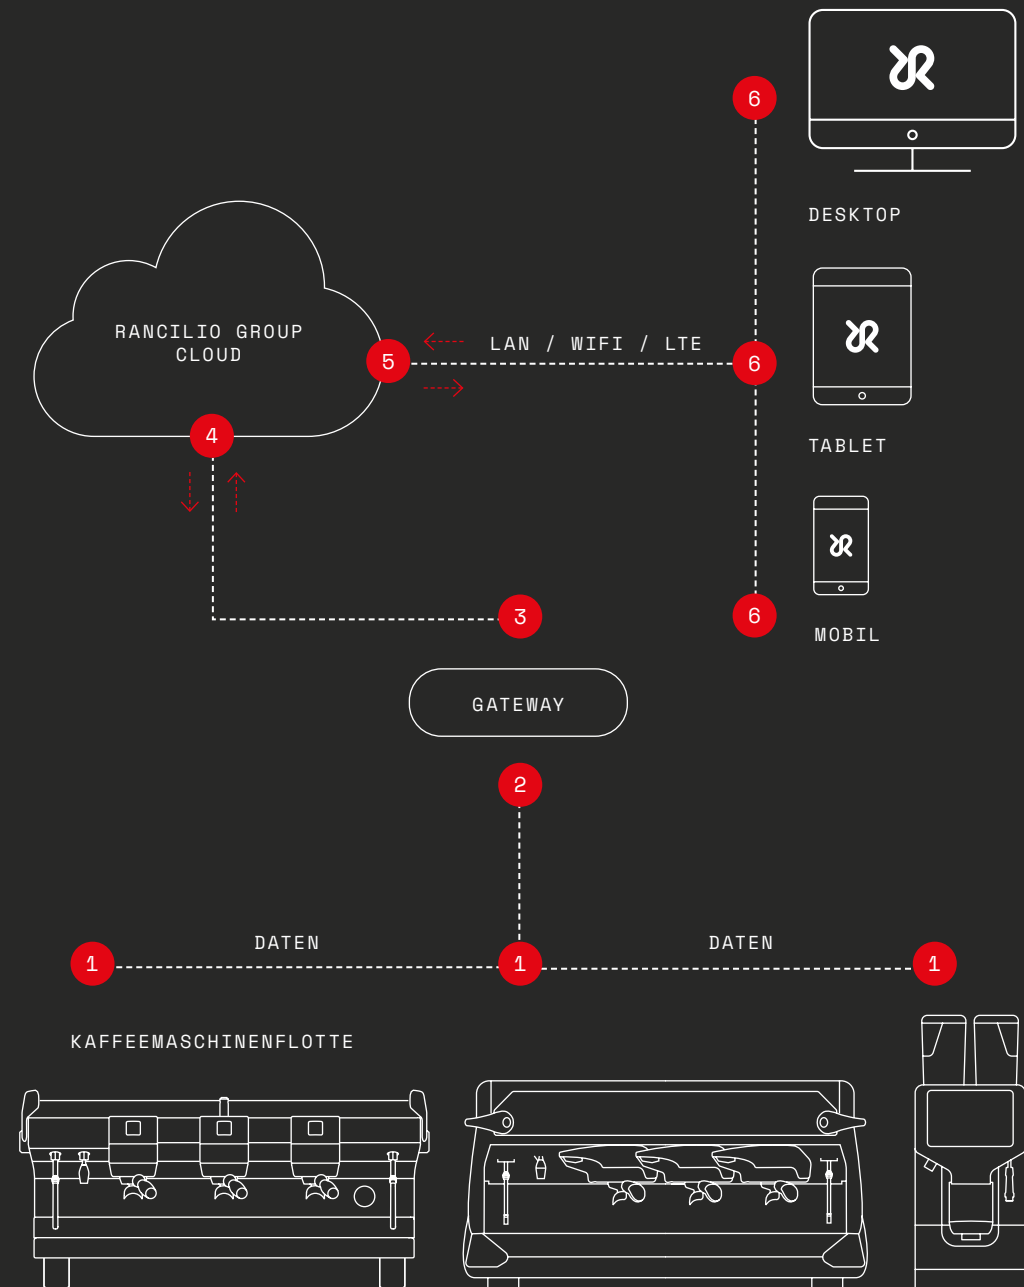 6
DESKTOP
RANCILIO GROUP
CLOUD
5
LAN / WIFI / LTE
6
4
TABLET
3
6
MOBIL
GATEWAY
2
DATEN
DATEN
1
1
1
KAFFEEMASCHINENFLOTTE